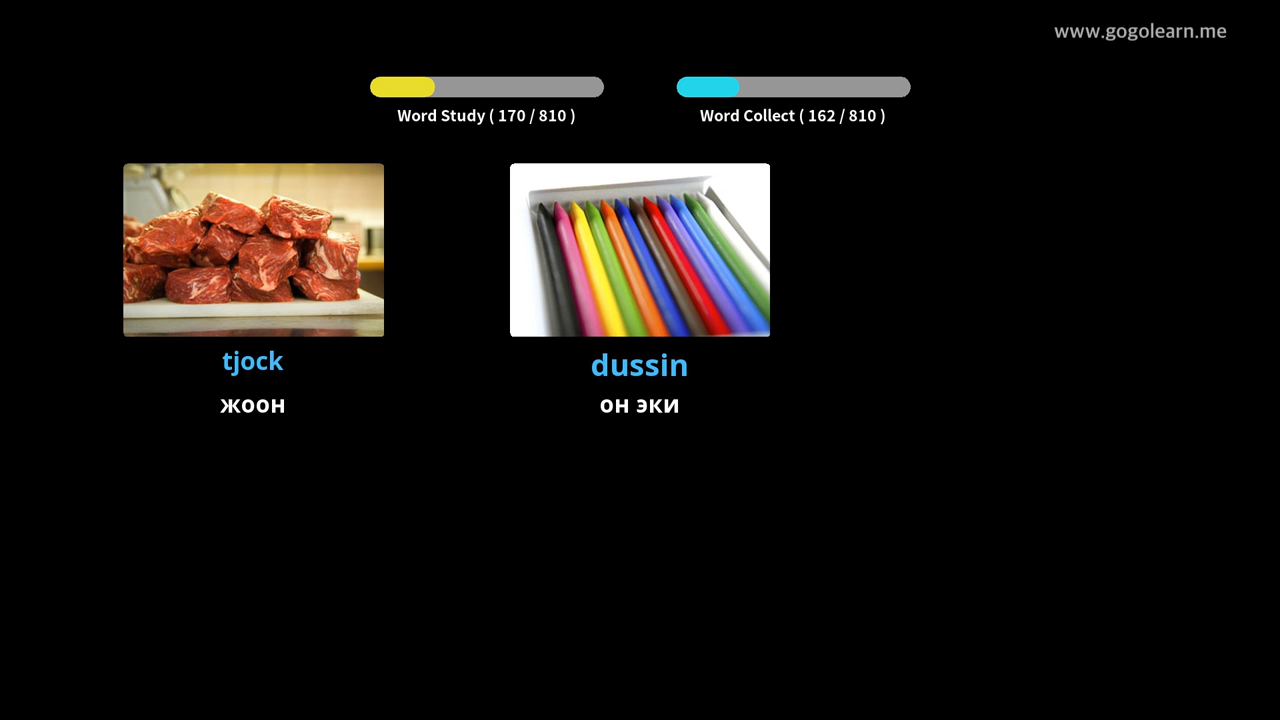 www.gogolearn.me
Word Study ( 170 / 810 )
Word Collect ( 162 / 810 )
tjock
dussin
жоон
он эки